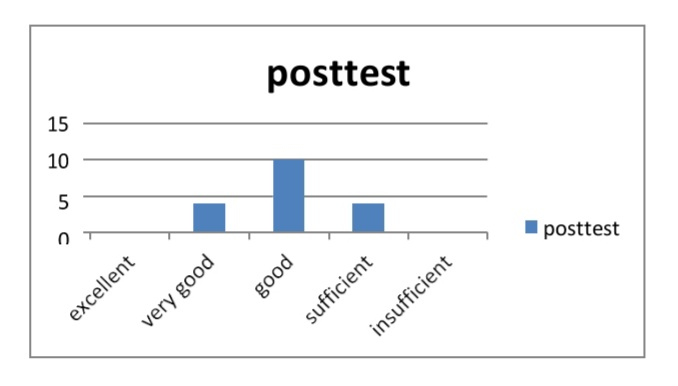 posttest
15
10
5
0
excellent
very good
good
sufficient
insufficient
posttest